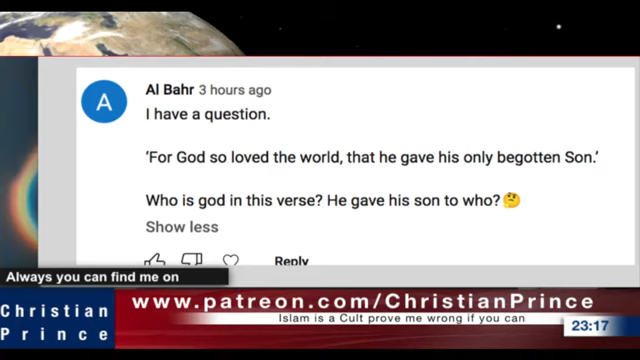 A
Al Bahr 3 hours ago
I have a question.
‘For God so loved the world, that he gave his only begotten Son.’
Who is god in this verse? He gave his son to who?🤔
Show less
Reply
Always you can find me on
Christian
Prince
www.patreon.com/ChristianPrince
Islam is a Cult prove me wrong if you can
23:17